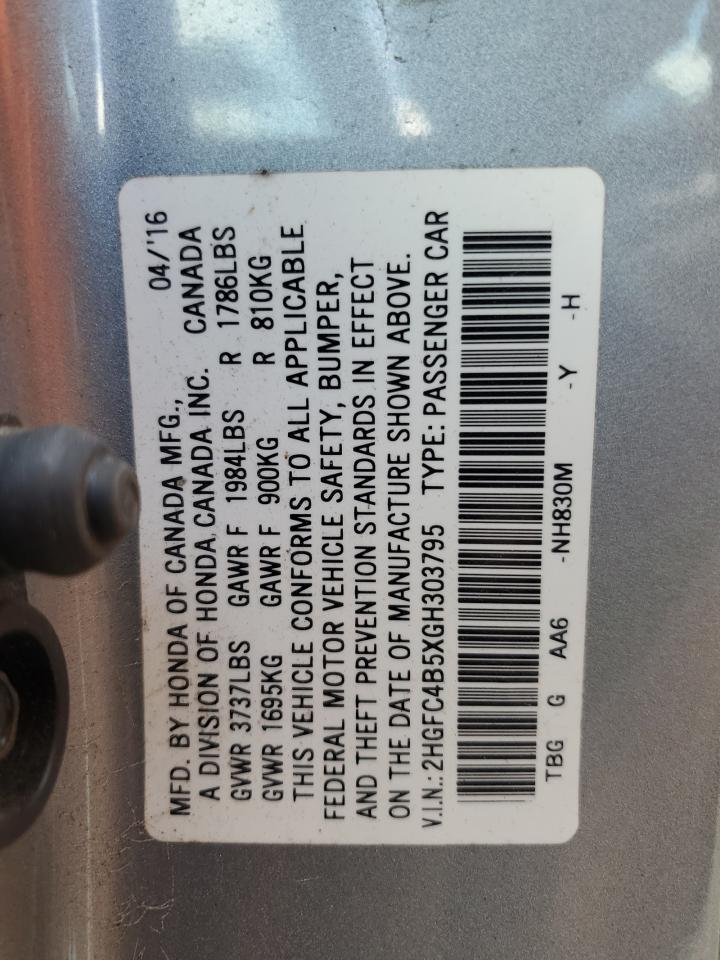 MFD. BY HONDA OF CANADA MFG., 04/'16
A DIVISION OF HONDA CANADA INC. CANADA
GVWR 3737LBS GAWR F 1984LBS R 1786LBS
GVWR 1695KG GAWR F 900KG R 810KG
THIS VEHICLE CONFORMS TO ALL APPLICABLE
FEDERAL MOTOR VEHICLE SAFETY, BUMPER,
AND THEFT PREVENTION STANDARDS IN EFFECT
ON THE DATE OF MANUFACTURE SHOWN ABOVE.
V.I.N.: 2HGFC4B5XGH303795 TYPE: PASSENGER CAR
TBG G AA6 -NH830M -Y -H